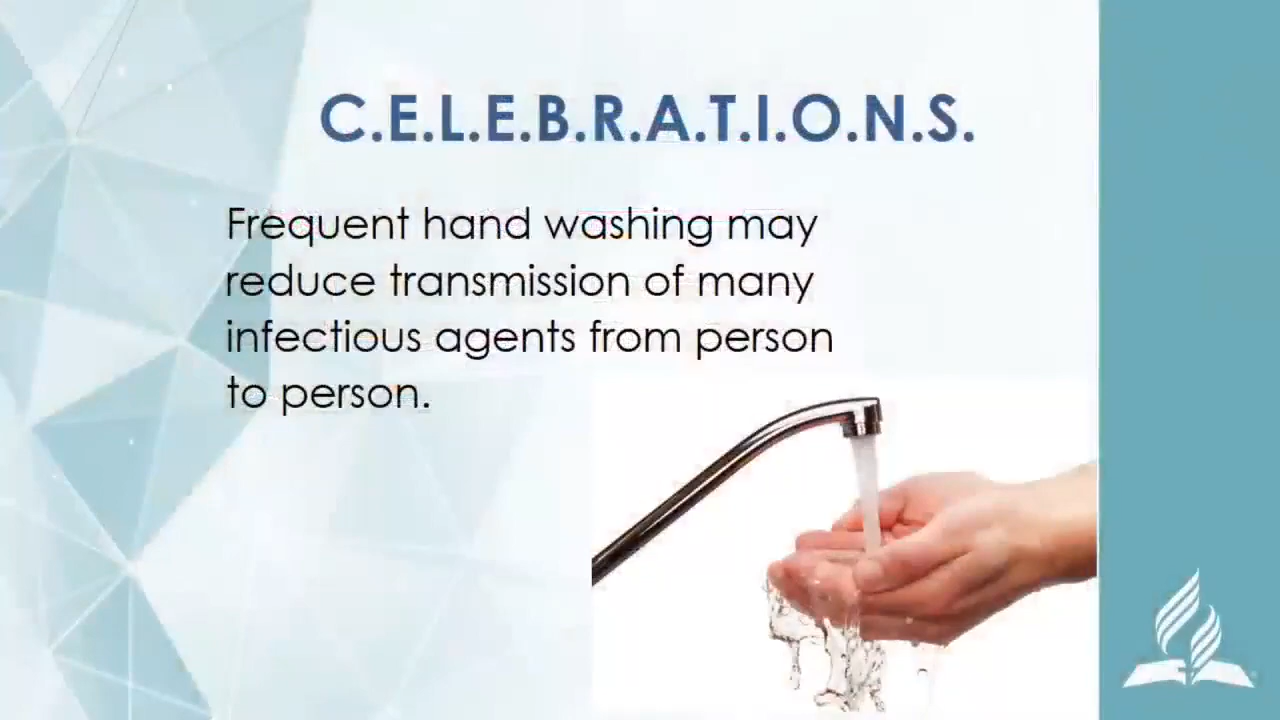 C.E.L.E.B.R.A.T.I.O.N.S.
Frequent hand washing may
reduce transmission of many
infectious agents from person
to person.